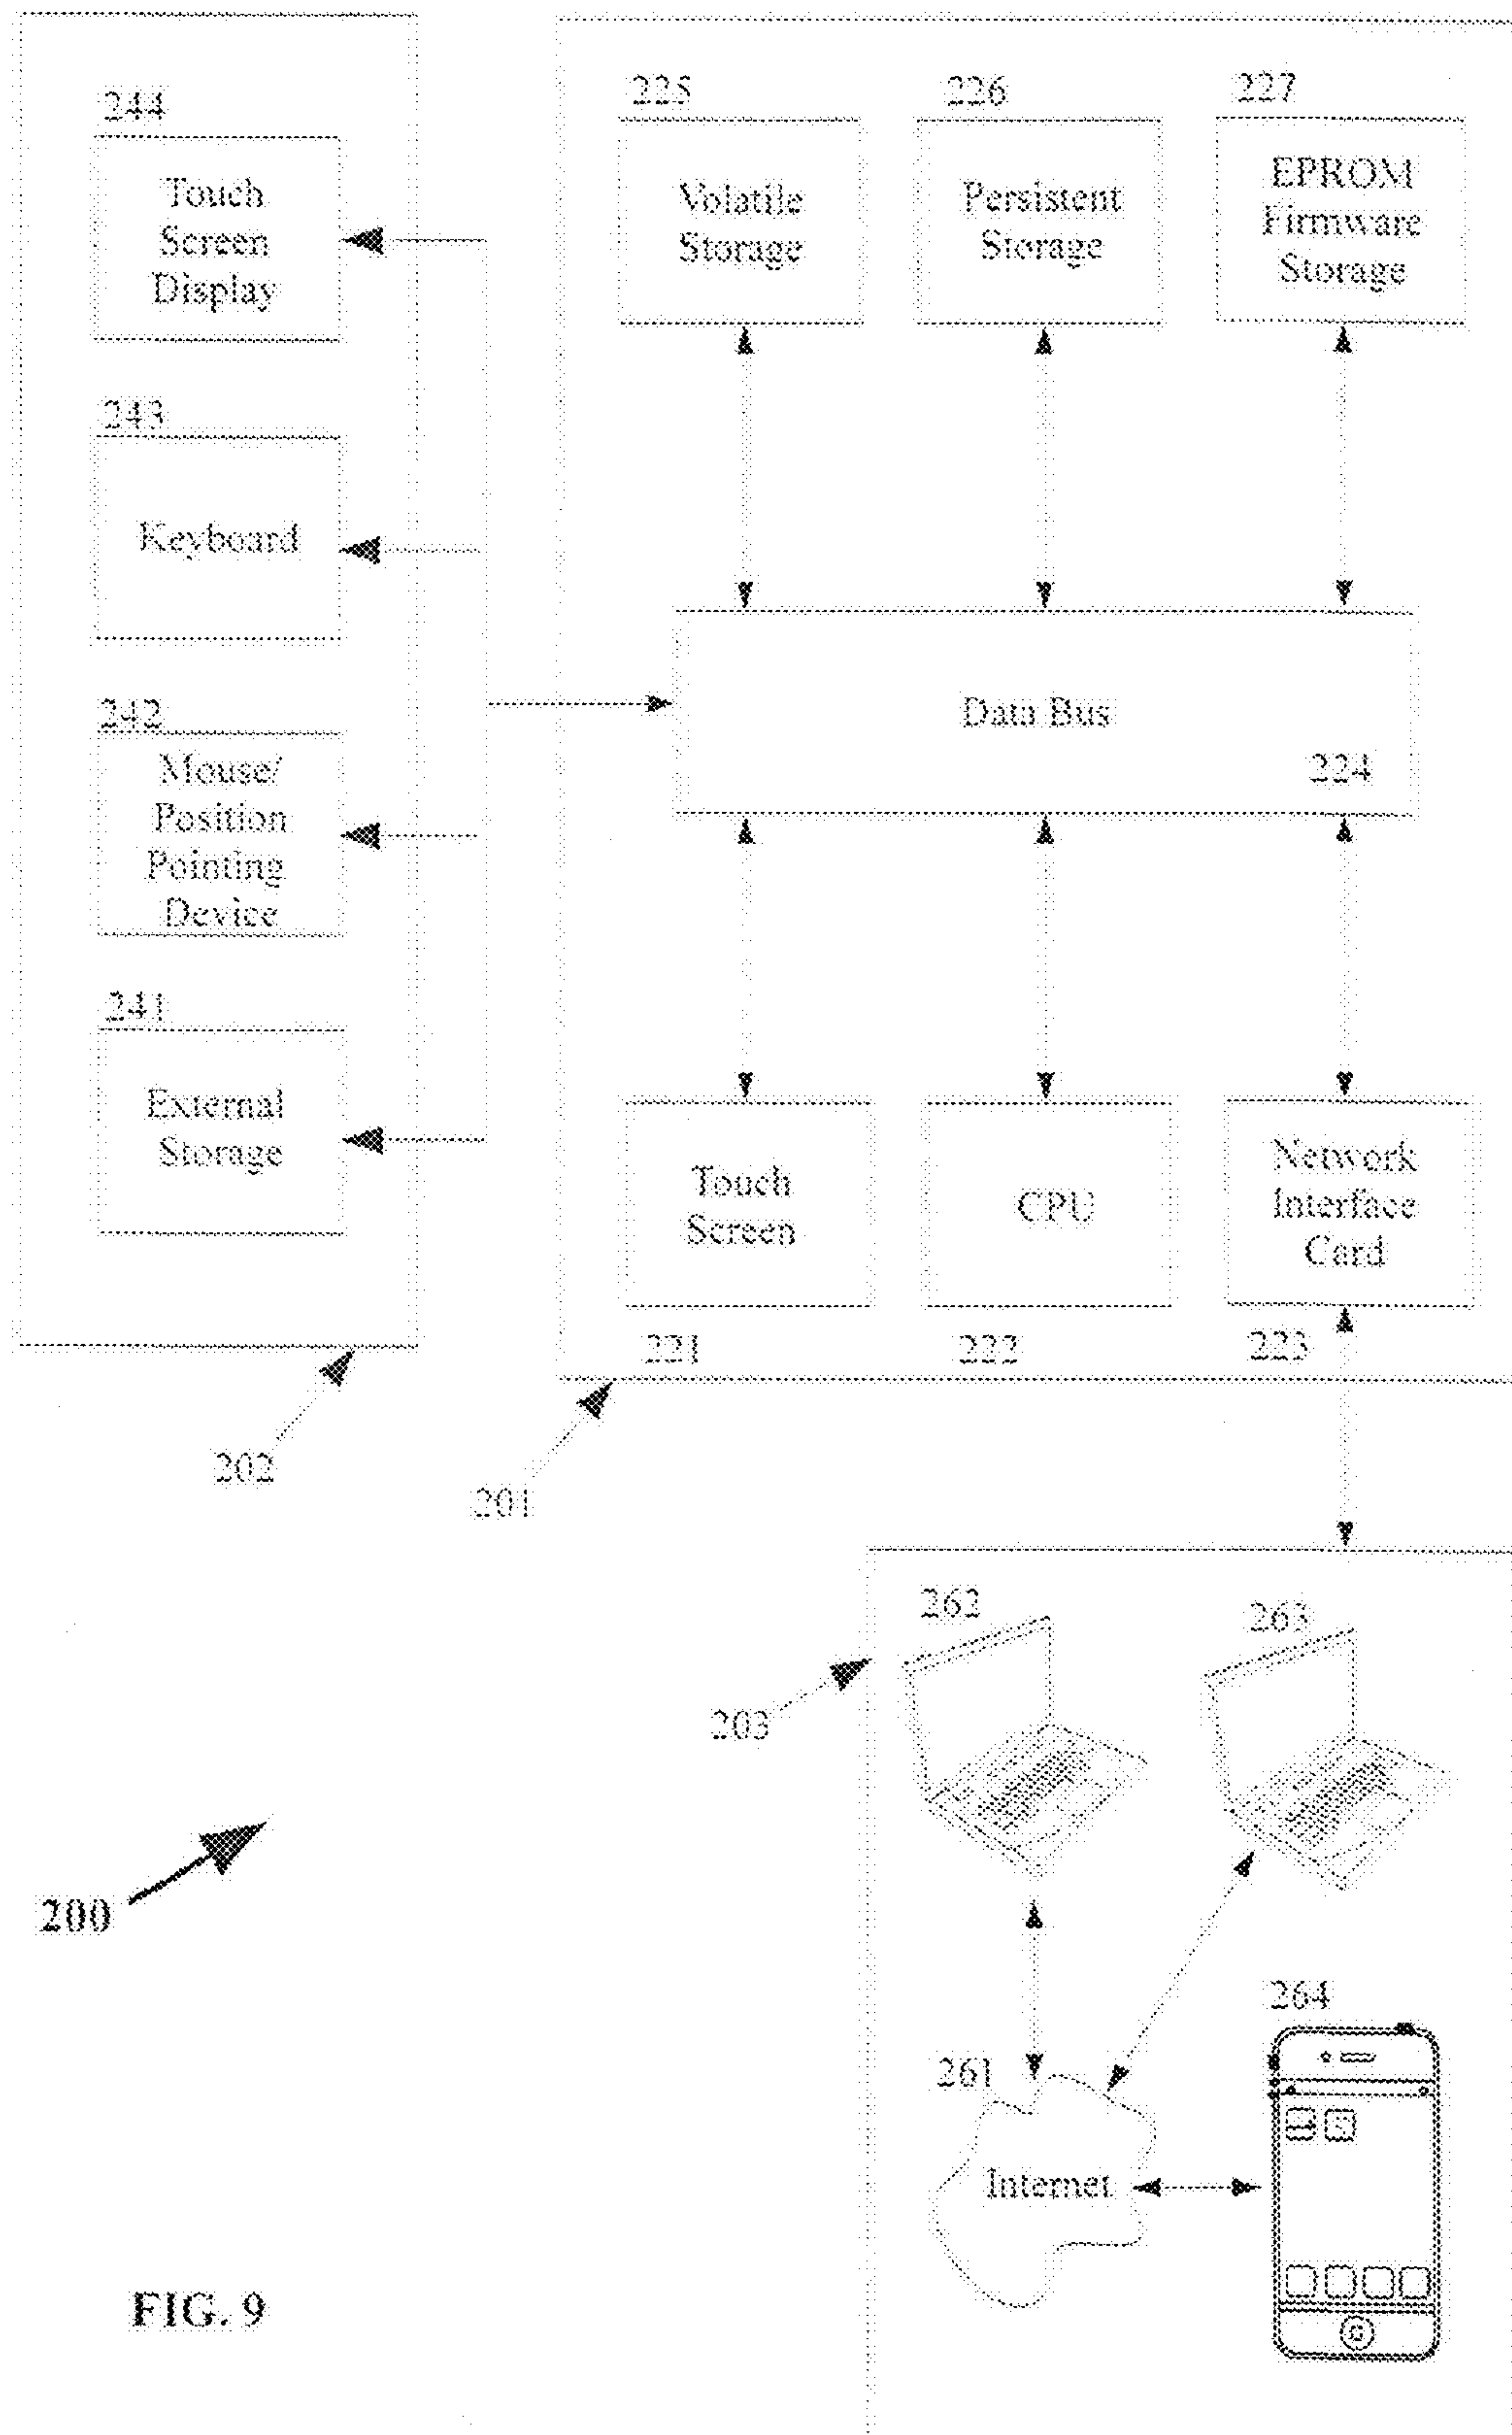 244
Touch
Screen
Display
243
Keyboard
242
Mouse/
Position
Pointing
Device
241
External
Storage
202
225
Volatile
Storage
226
Persistent
Storage
227
EPROM
Firmware
Storage
Data Bus
224
Touch
Screen
221
CPU
222
Network
Interface
Card
223
201
203
262
263
264
261
Internet
200
FIG. 9